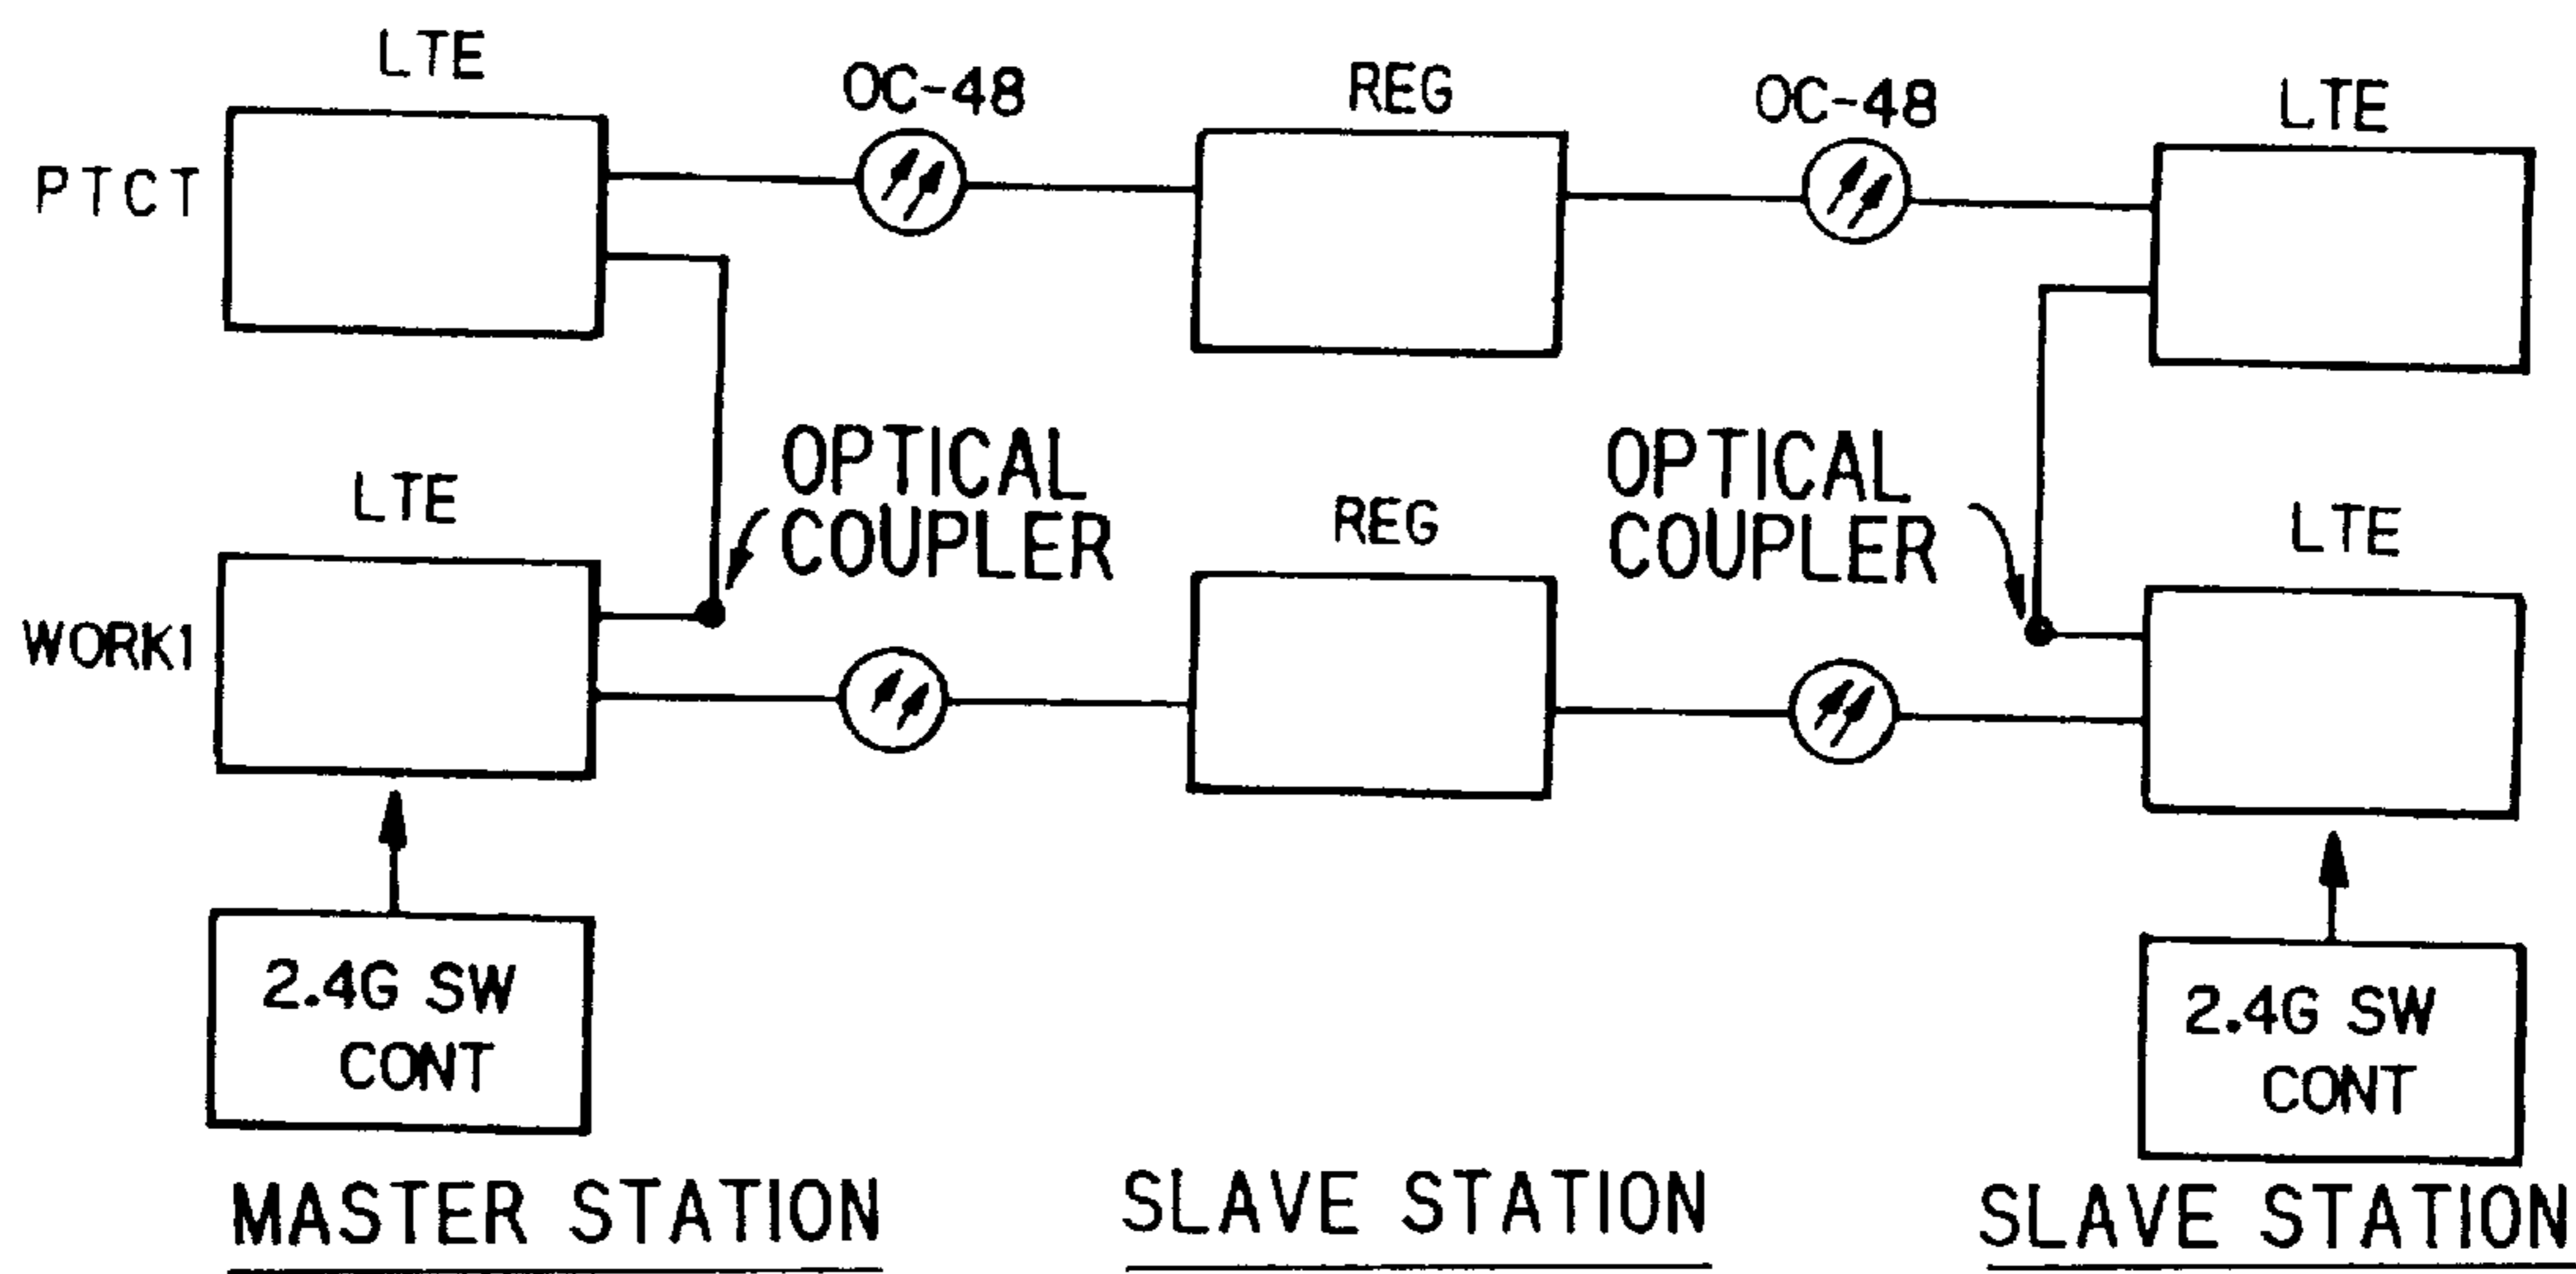 LTE
OC-48
REG
OC-48
LTE
PTCT
OPTICAL
COUPLER
OPTICAL
COUPLER
LTE
REG
LTE
WORK1
2.4G SW
CONT
2.4G SW
CONT
MASTER STATION
SLAVE STATION
SLAVE STATION